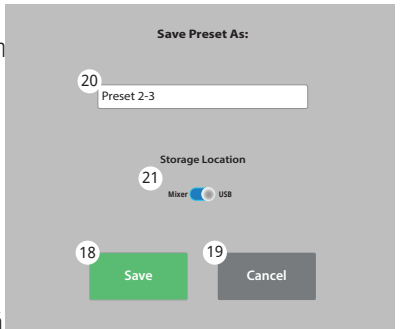 Save Preset As:
20
Preset 2-3
Storage Location
21
Mixer USB
18 19
Save Cancel